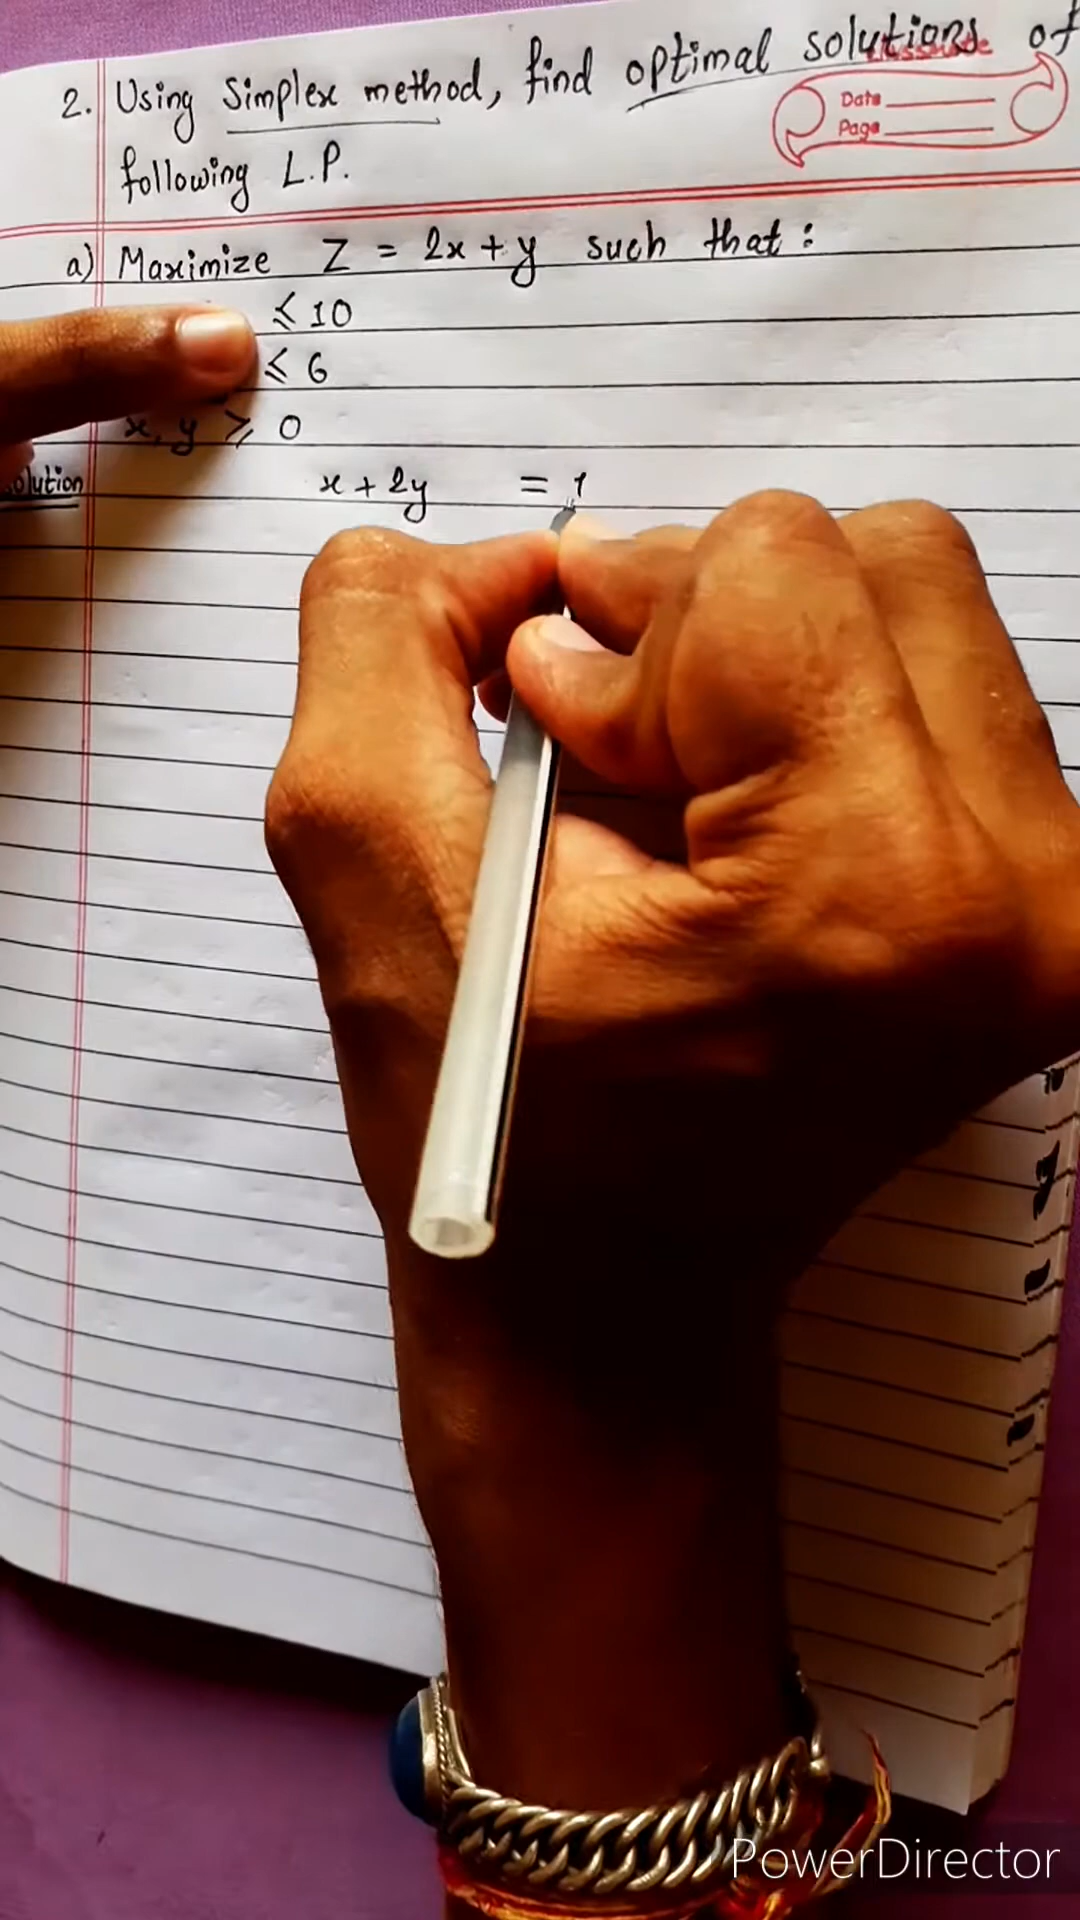 2. Using Simplex method, find optimal solutions of
Date
Page
following L.P.
a) Maximize Z = 2x + y such that :
≤ 10
≤ 6
x, y ≥ 0
olution
x + 2y = 1
PowerDirector